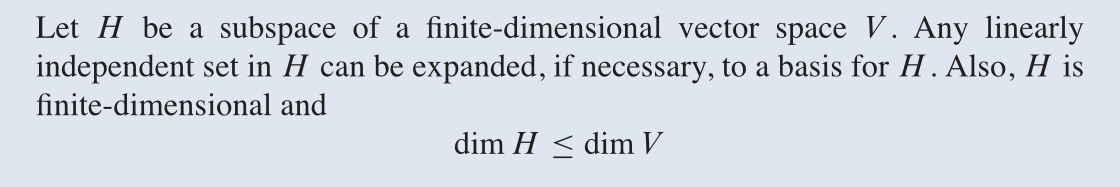 Let H be a subspace of a finite-dimensional vector space V. Any linearly
independent set in H can be expanded, if necessary, to a basis for H. Also, H is
finite-dimensional and
dim H ≤ dim V